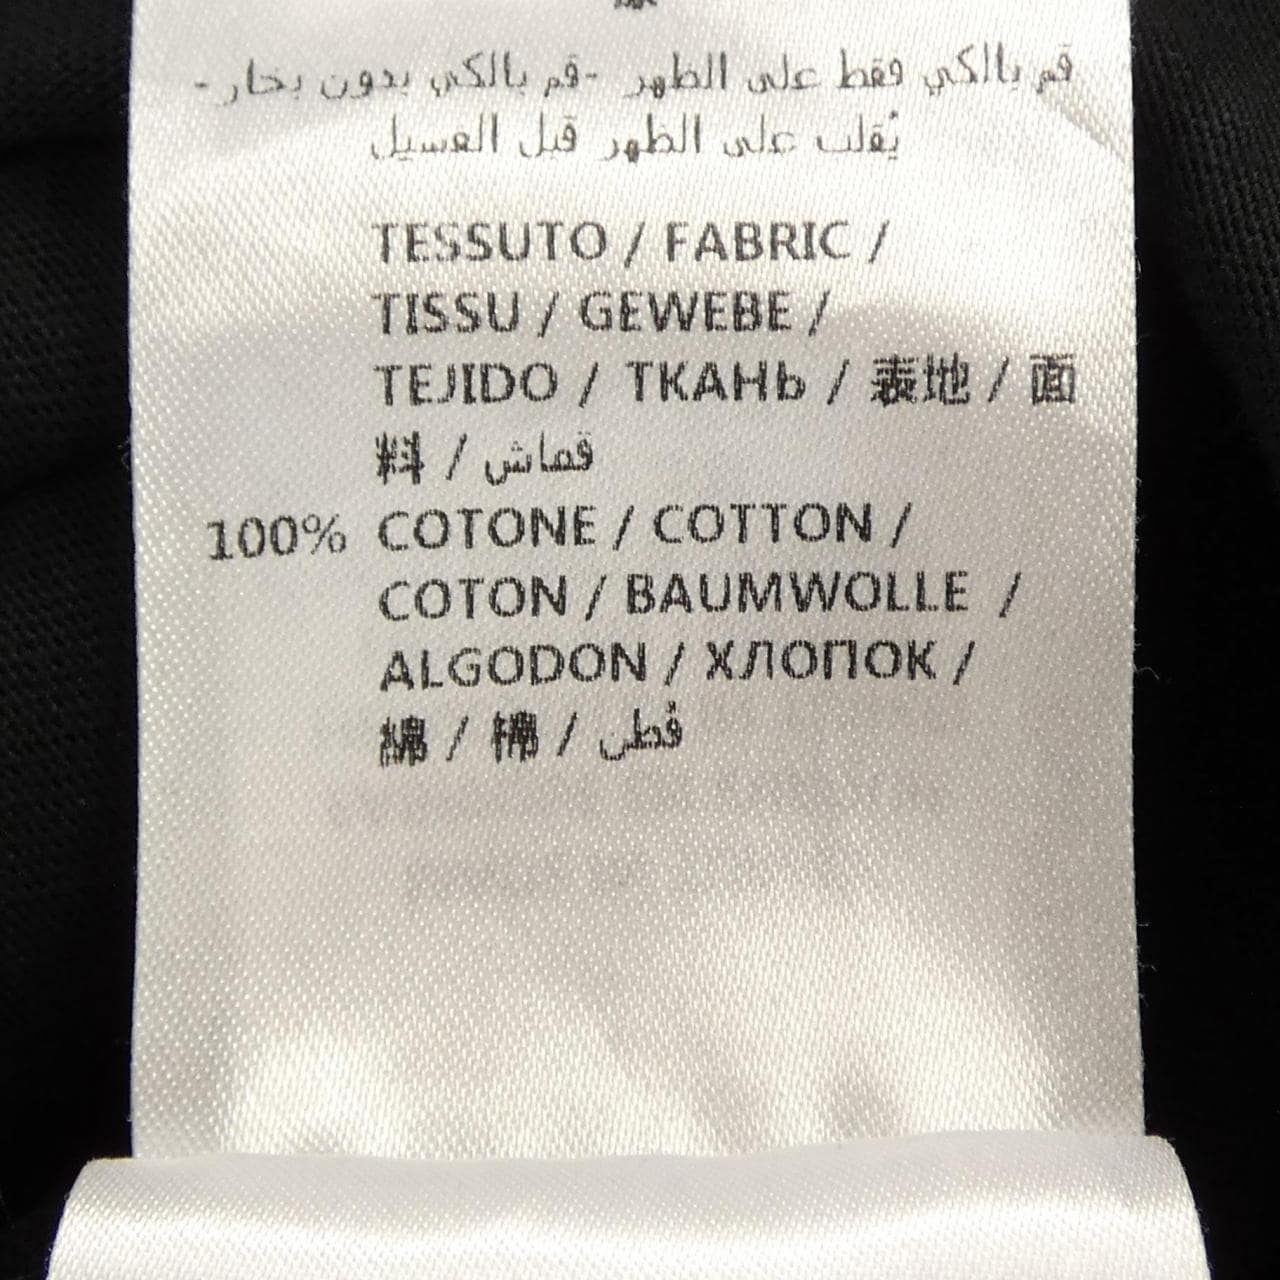 قم بالكي فقط على الظهر -قم بالكي بدون بخار-
يُقلب على الظهر قبل الغسيل
TESSUTO / FABRIC /
TISSU / GEWEBE /
TEJIDO / ТКАНЬ / 表地 / 面
料 / قماش
100% COTONE / COTTON /
COTON / BAUMWOLLE /
ALGODON / ХЛОПОК /
綿 / 棉 / قطن